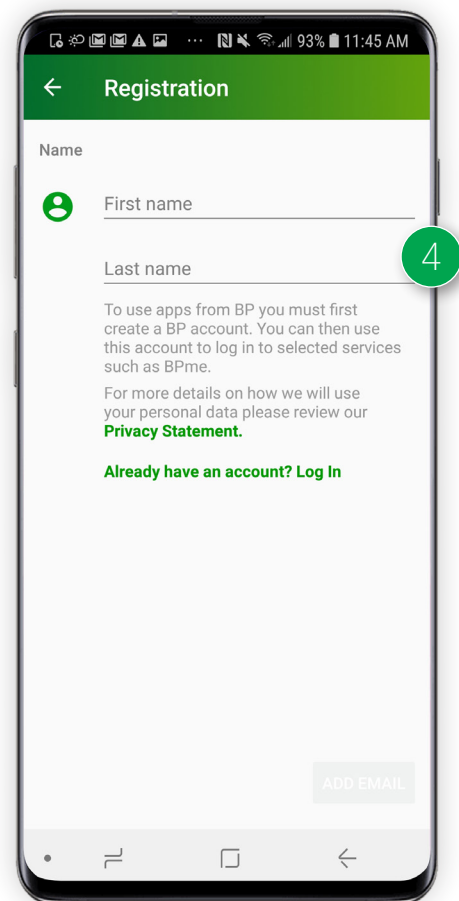 93% 11:45 AM
Registration
Name
First name
4
Last name
To use apps from BP you must first
create a BP account. You can then use
this account to log in to selected services
such as BPme.
For more details on how we will use
your personal data please review our
Privacy Statement.
Already have an account? Log In
ADD EMAIL